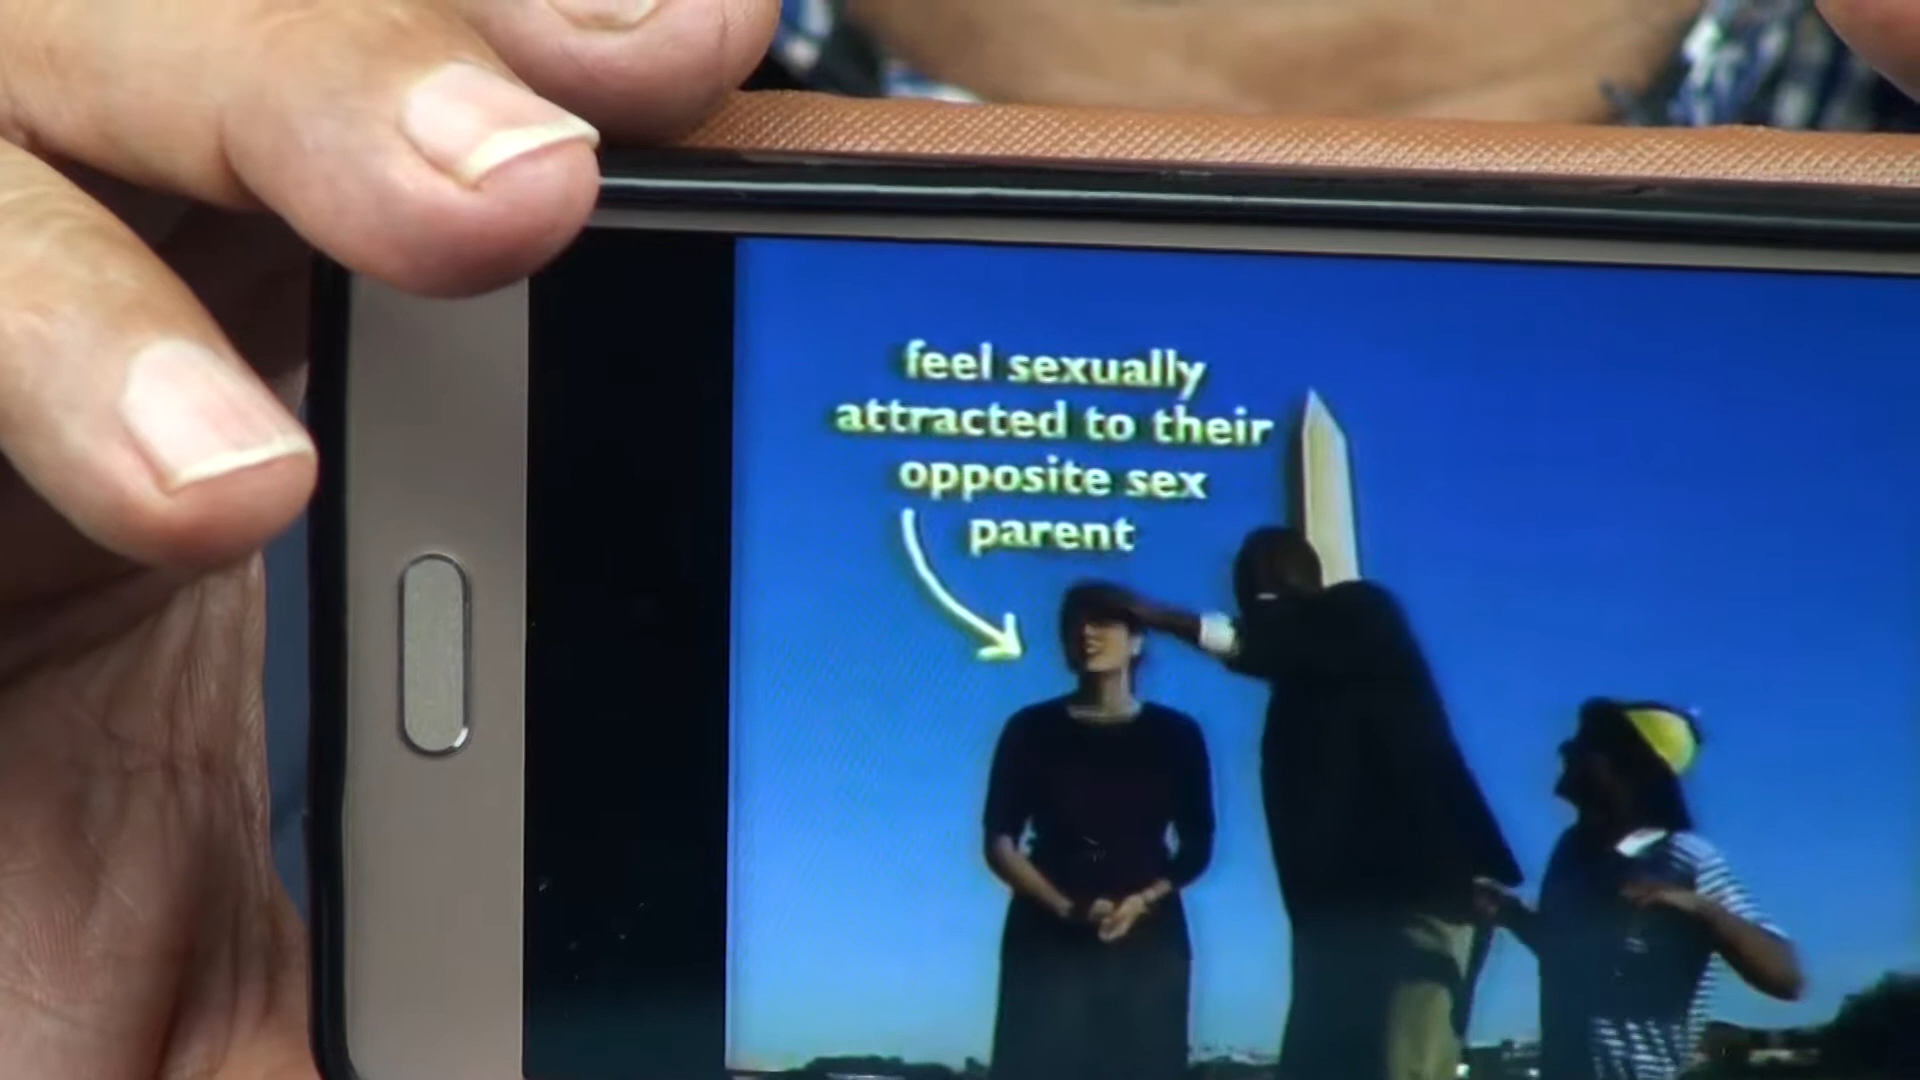 feel sexually
attracted to their
opposite sex
parent